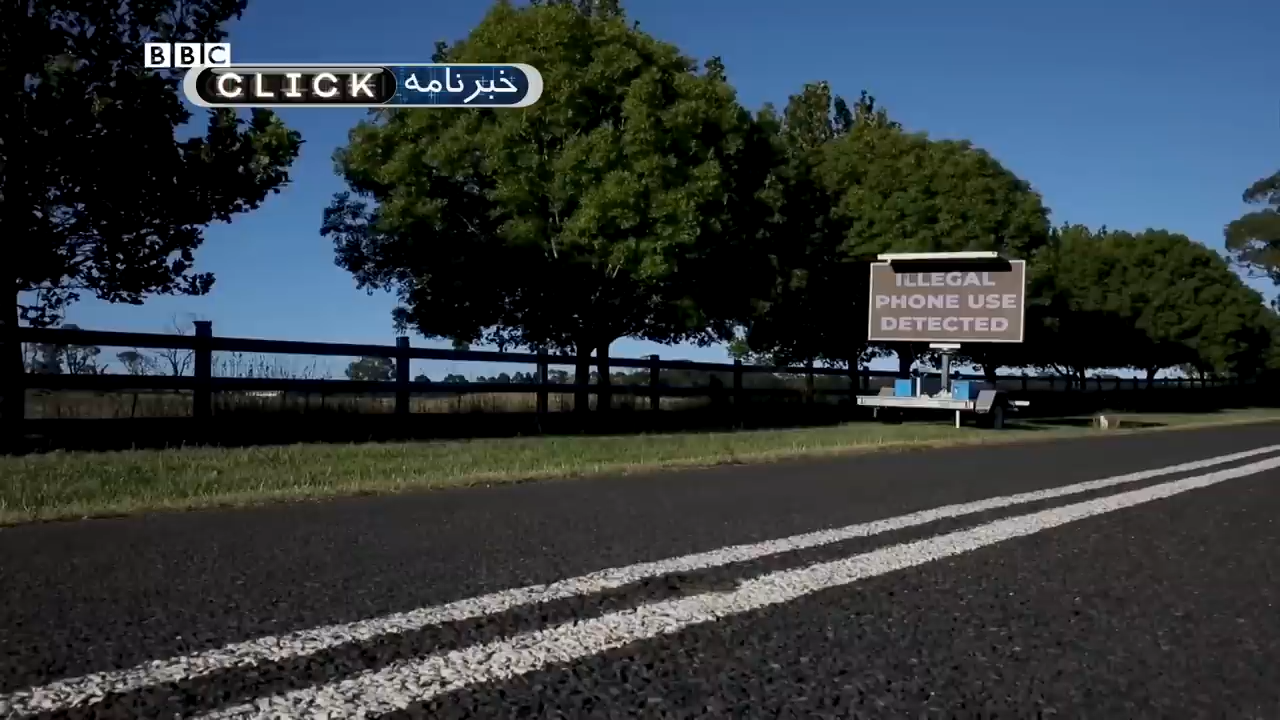 BBC
CLICK خبرنامه
ILLEGAL
PHONE USE
DETECTED